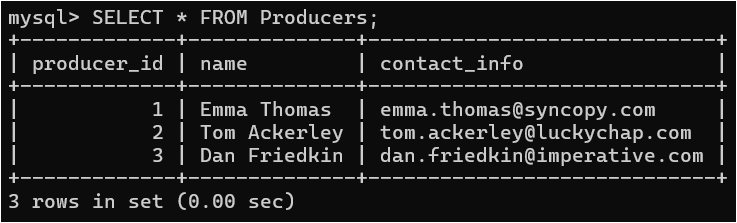 mysql> SELECT * FROM Producers;
+-------------+--------------+----------------------------+
| producer_id | name         | contact_info               |
+-------------+--------------+----------------------------+
|           1 | Emma Thomas  | emma.thomas@syncopy.com    |
|           2 | Tom Ackerley | tom.ackerley@luckychap.com |
|           3 | Dan Friedkin | dan.friedkin@imperative.com |
+-------------+--------------+----------------------------+
3 rows in set (0.00 sec)